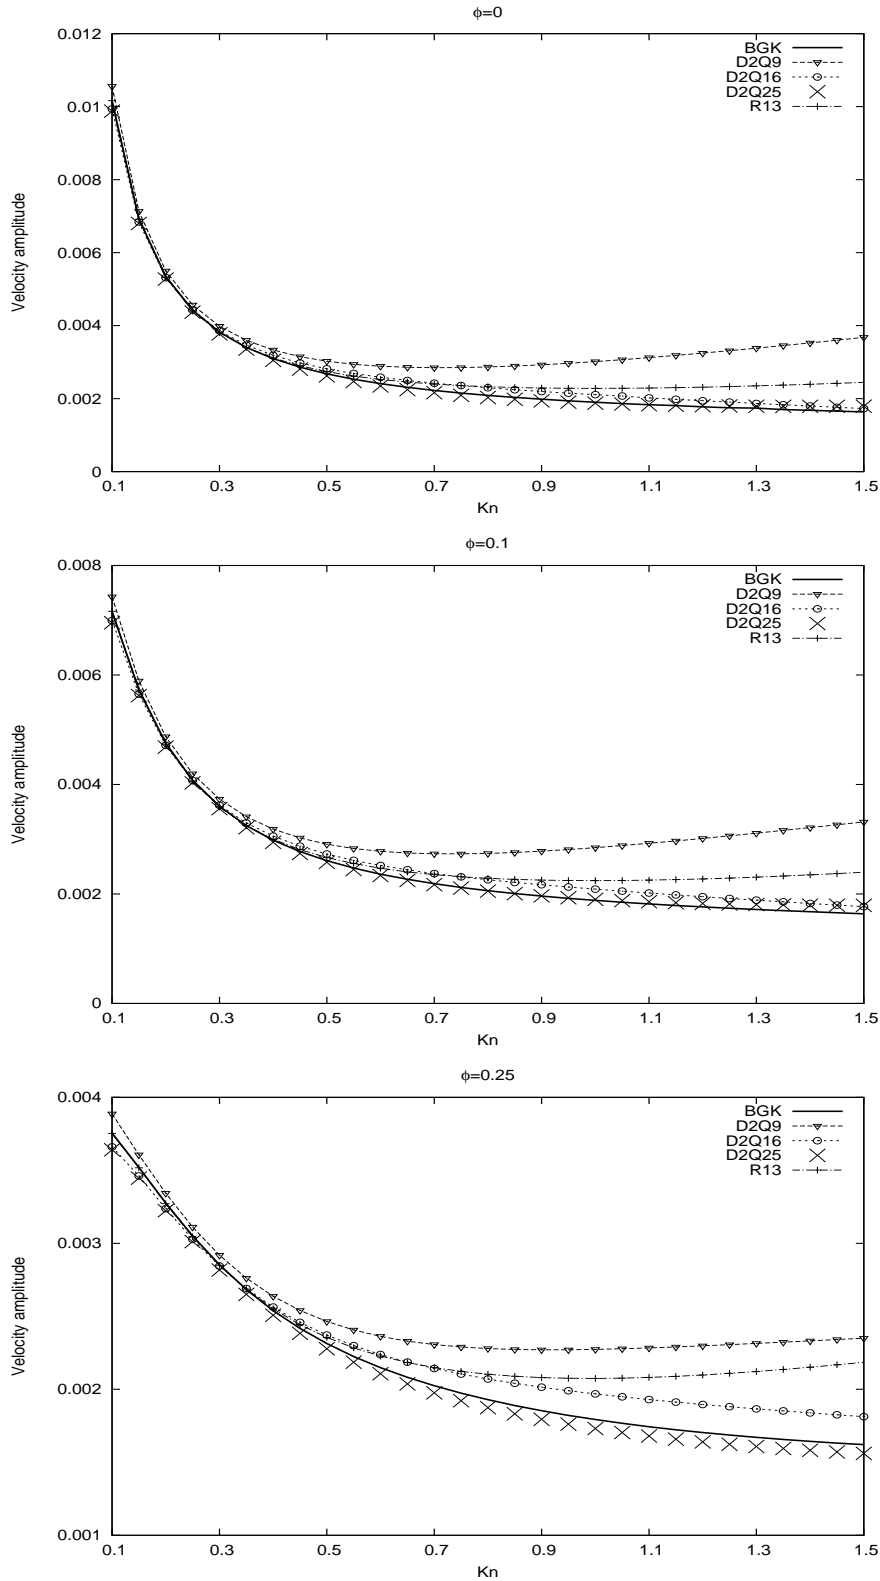 ϕ=0
0.012
0.01
0.008
0.006
0.004
0.002
0
Velocity amplitude
BGK
D2Q9
D2Q16
D2Q25
R13
0.1 0.3 0.5 0.7 0.9 1.1 1.3 1.5
Kn
ϕ=0.1
0.008
0.006
0.004
0.002
0
Velocity amplitude
BGK
D2Q9
D2Q16
D2Q25
R13
0.1 0.3 0.5 0.7 0.9 1.1 1.3 1.5
Kn
ϕ=0.25
0.004
0.003
0.002
0.001
Velocity amplitude
BGK
D2Q9
D2Q16
D2Q25
R13
0.1 0.3 0.5 0.7 0.9 1.1 1.3 1.5
Kn